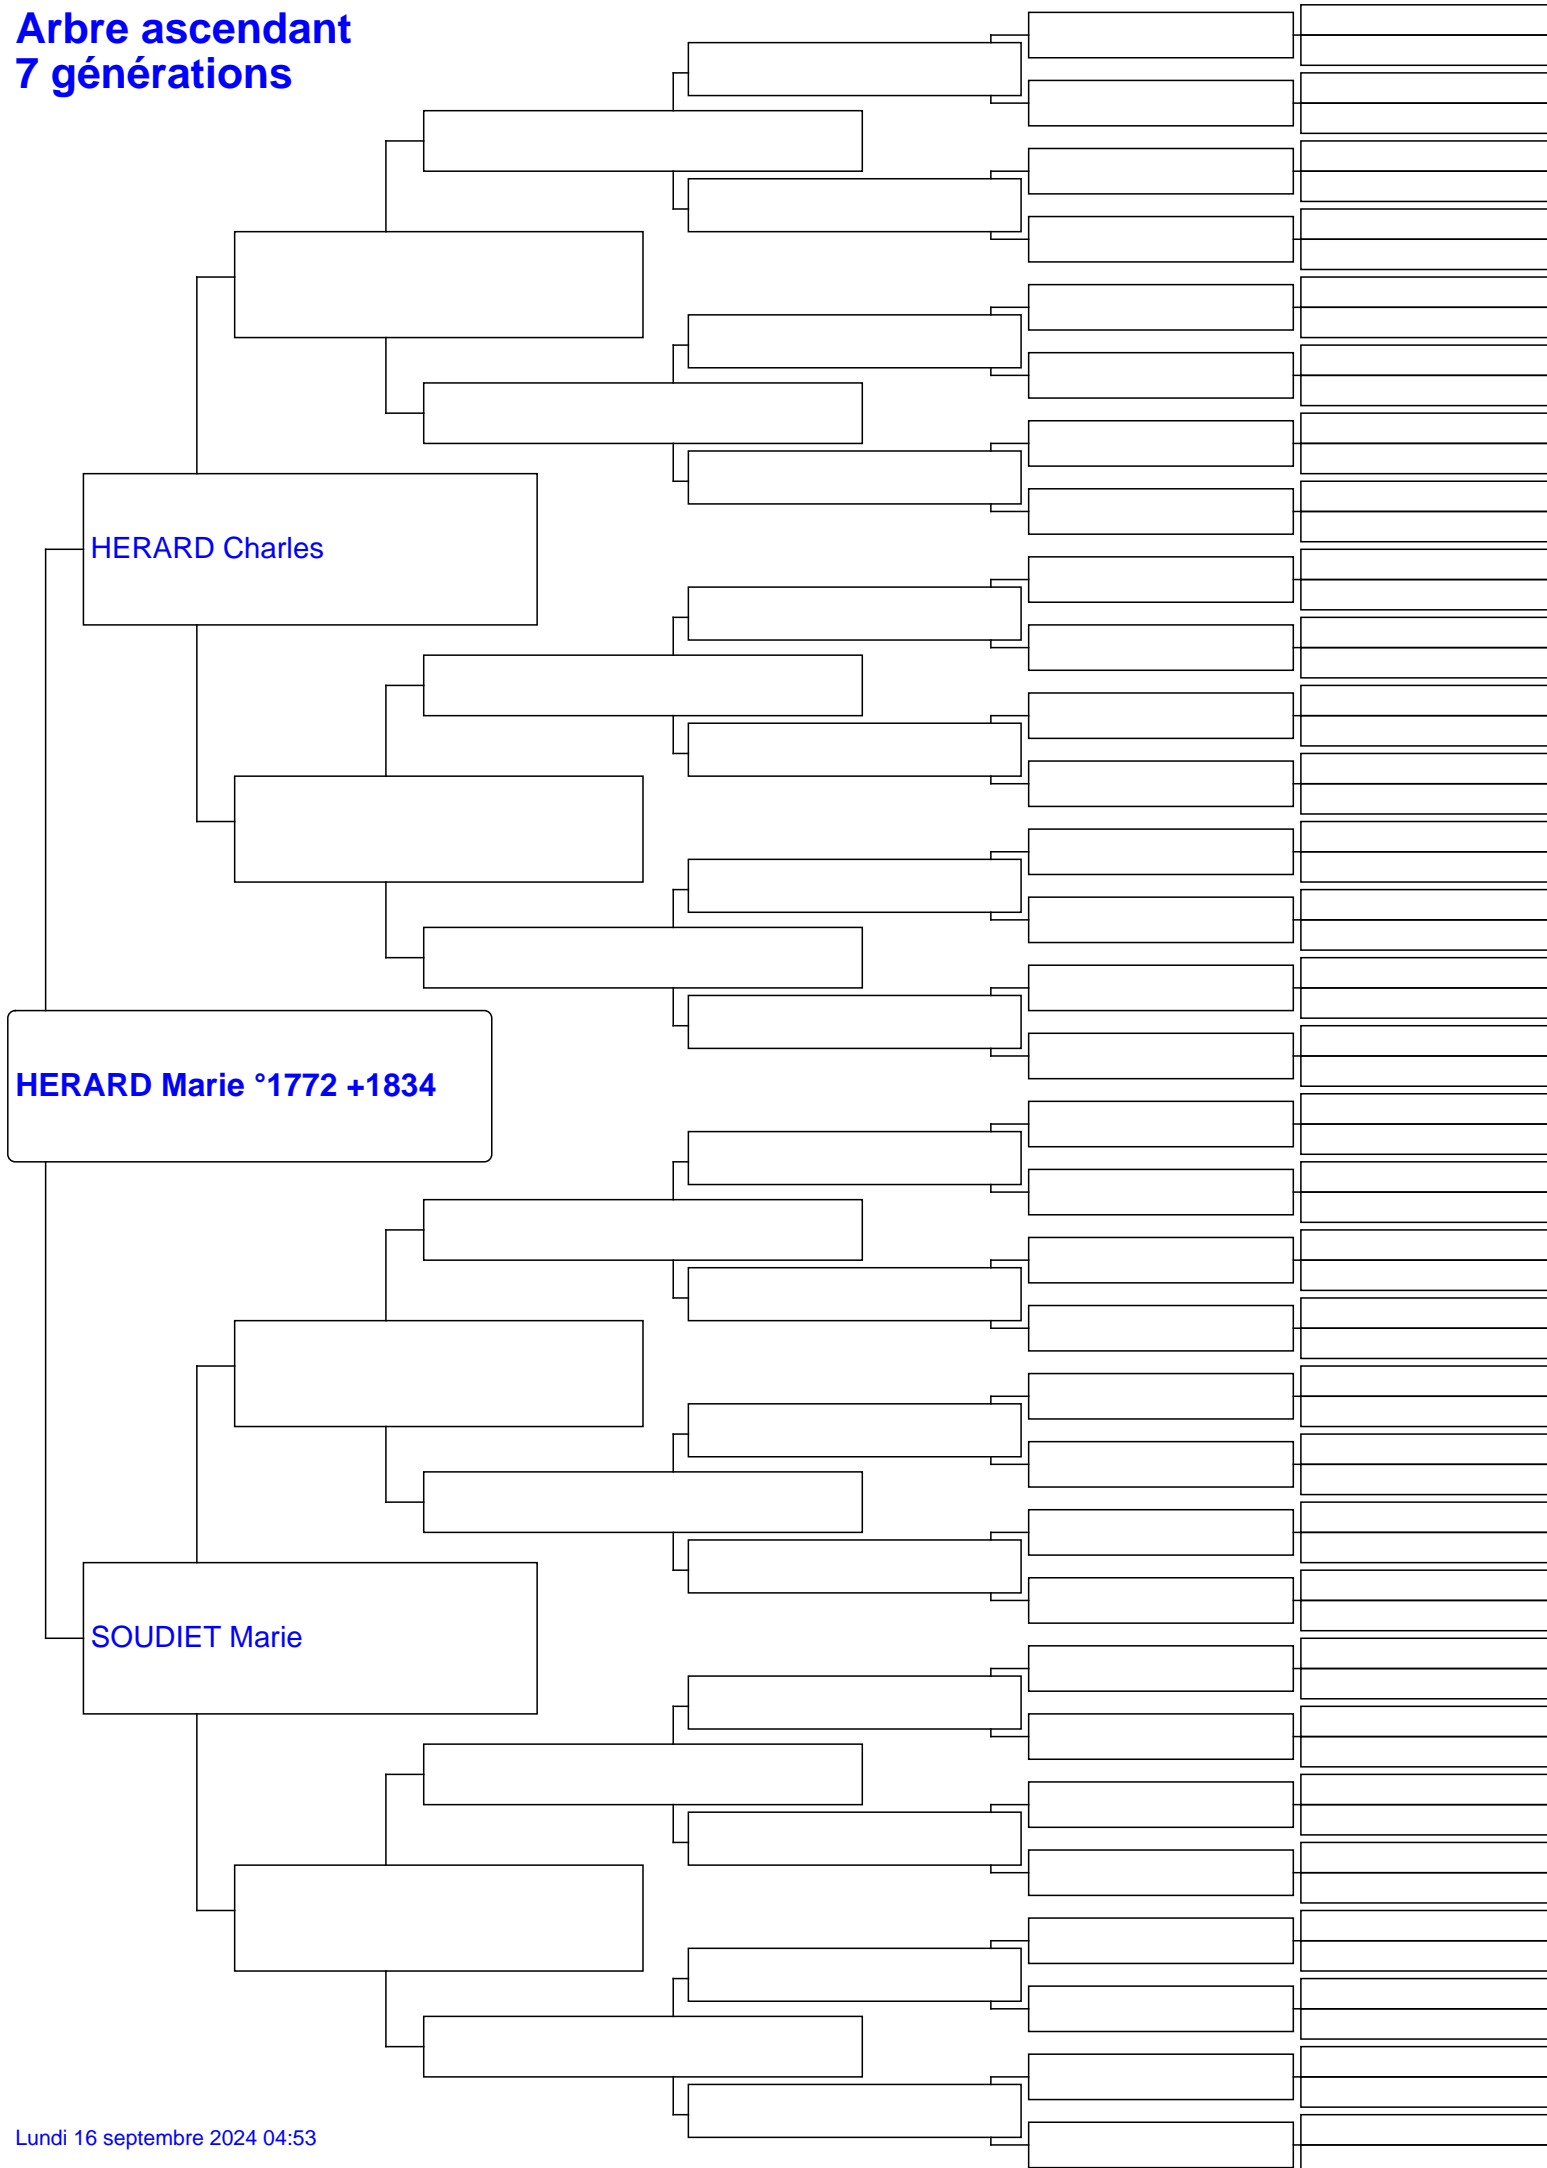 Arbre ascendant
7 générations
HERARD Charles
HERARD Marie °1772 +1834
SOUDIET Marie
Lundi 16 septembre 2024 04:53